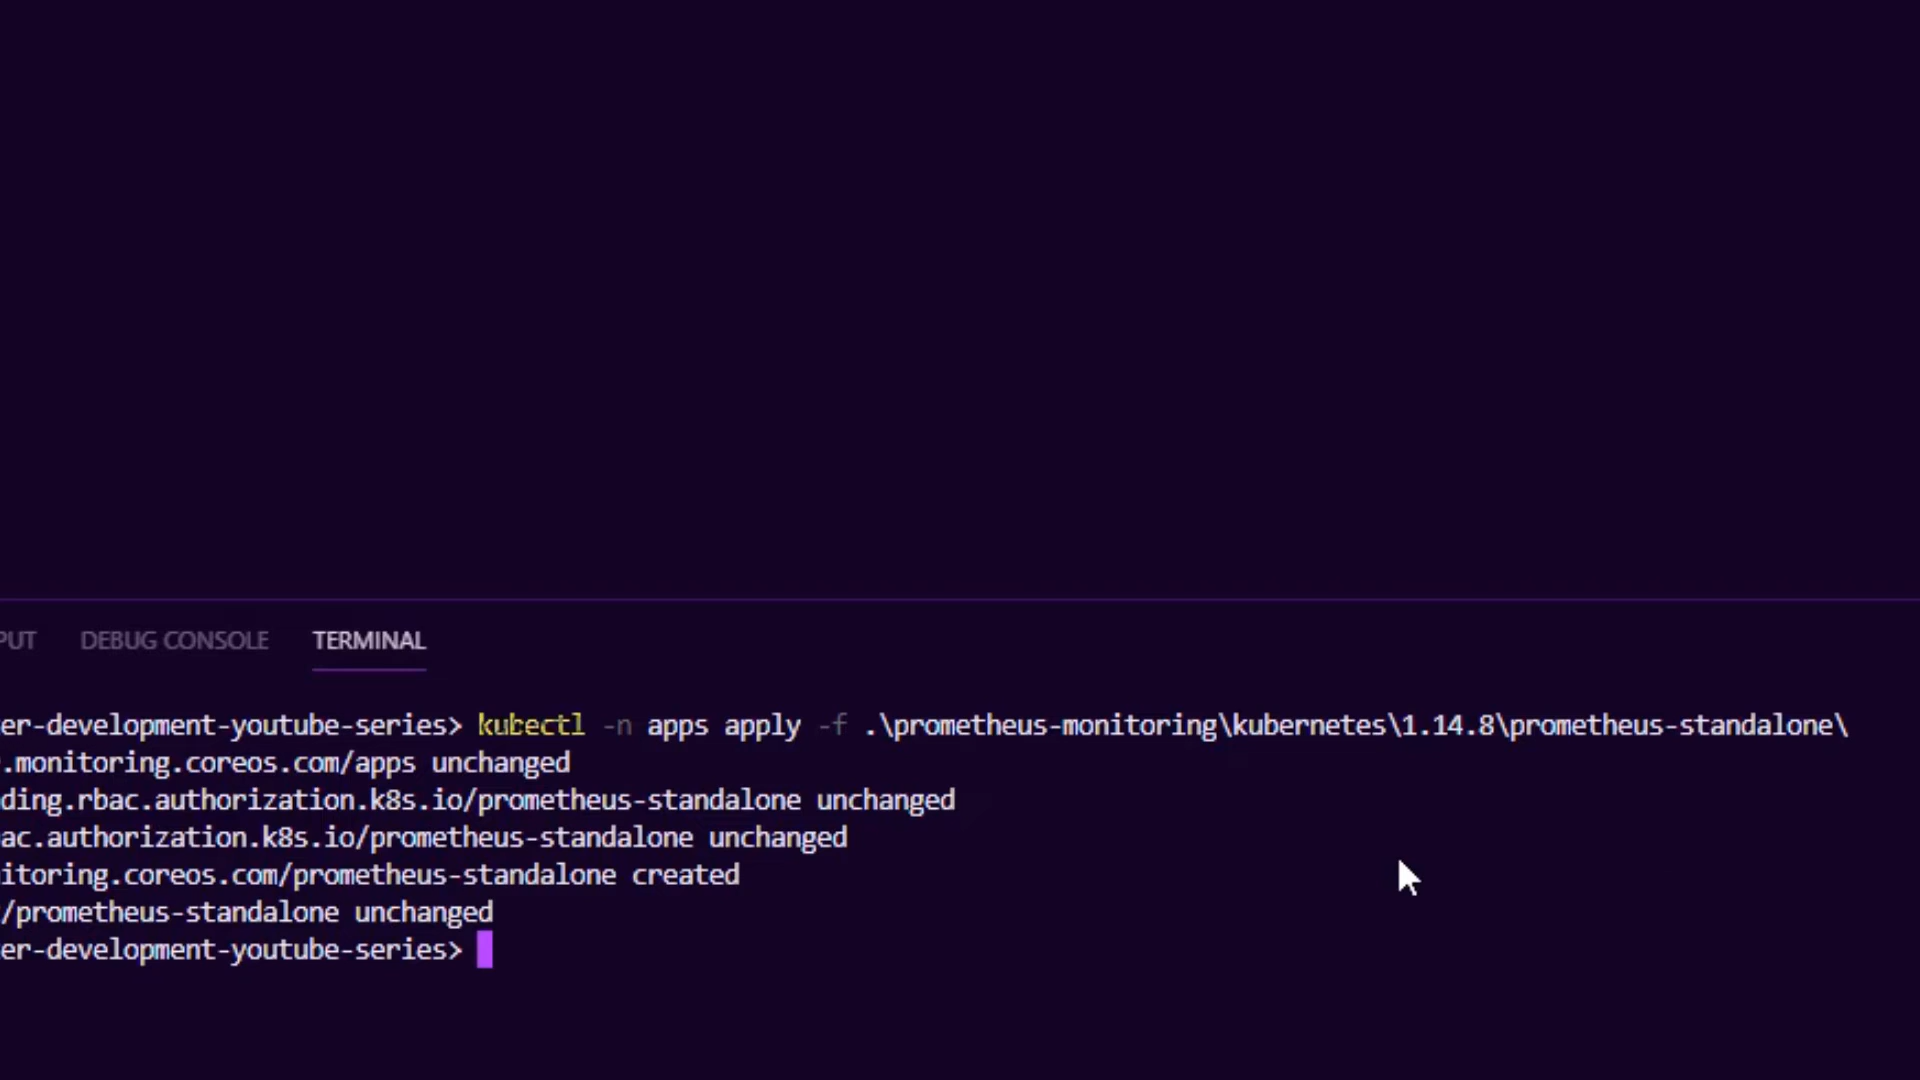 PUT DEBUG CONSOLE TERMINAL
er-development-youtube-series> kubectl -n apps apply -f .\prometheus-monitoring\kubernetes\1.14.8\prometheus-standalone\
.monitoring.coreos.com/apps unchanged
ding.rbac.authorization.k8s.io/prometheus-standalone unchanged
ac.authorization.k8s.io/prometheus-standalone unchanged
itoring.coreos.com/prometheus-standalone created
/prometheus-standalone unchanged
er-development-youtube-series>